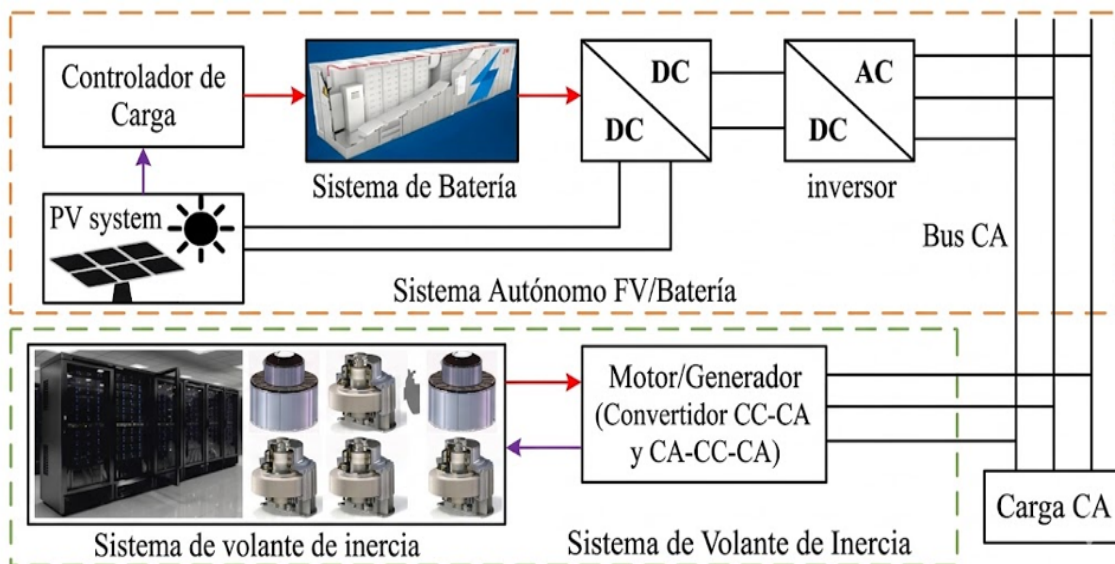 Controlador de
Carga
Sistema de Batería
DC
DC
AC
DC
inversor
PV system
Bus CA
Sistema Autónomo FV/Batería
Motor/Generador
(Convertidor CC-CA
y CA-CC-CA)
Sistema de volante de inercia
Sistema de Volante de Inercia
Carga CA